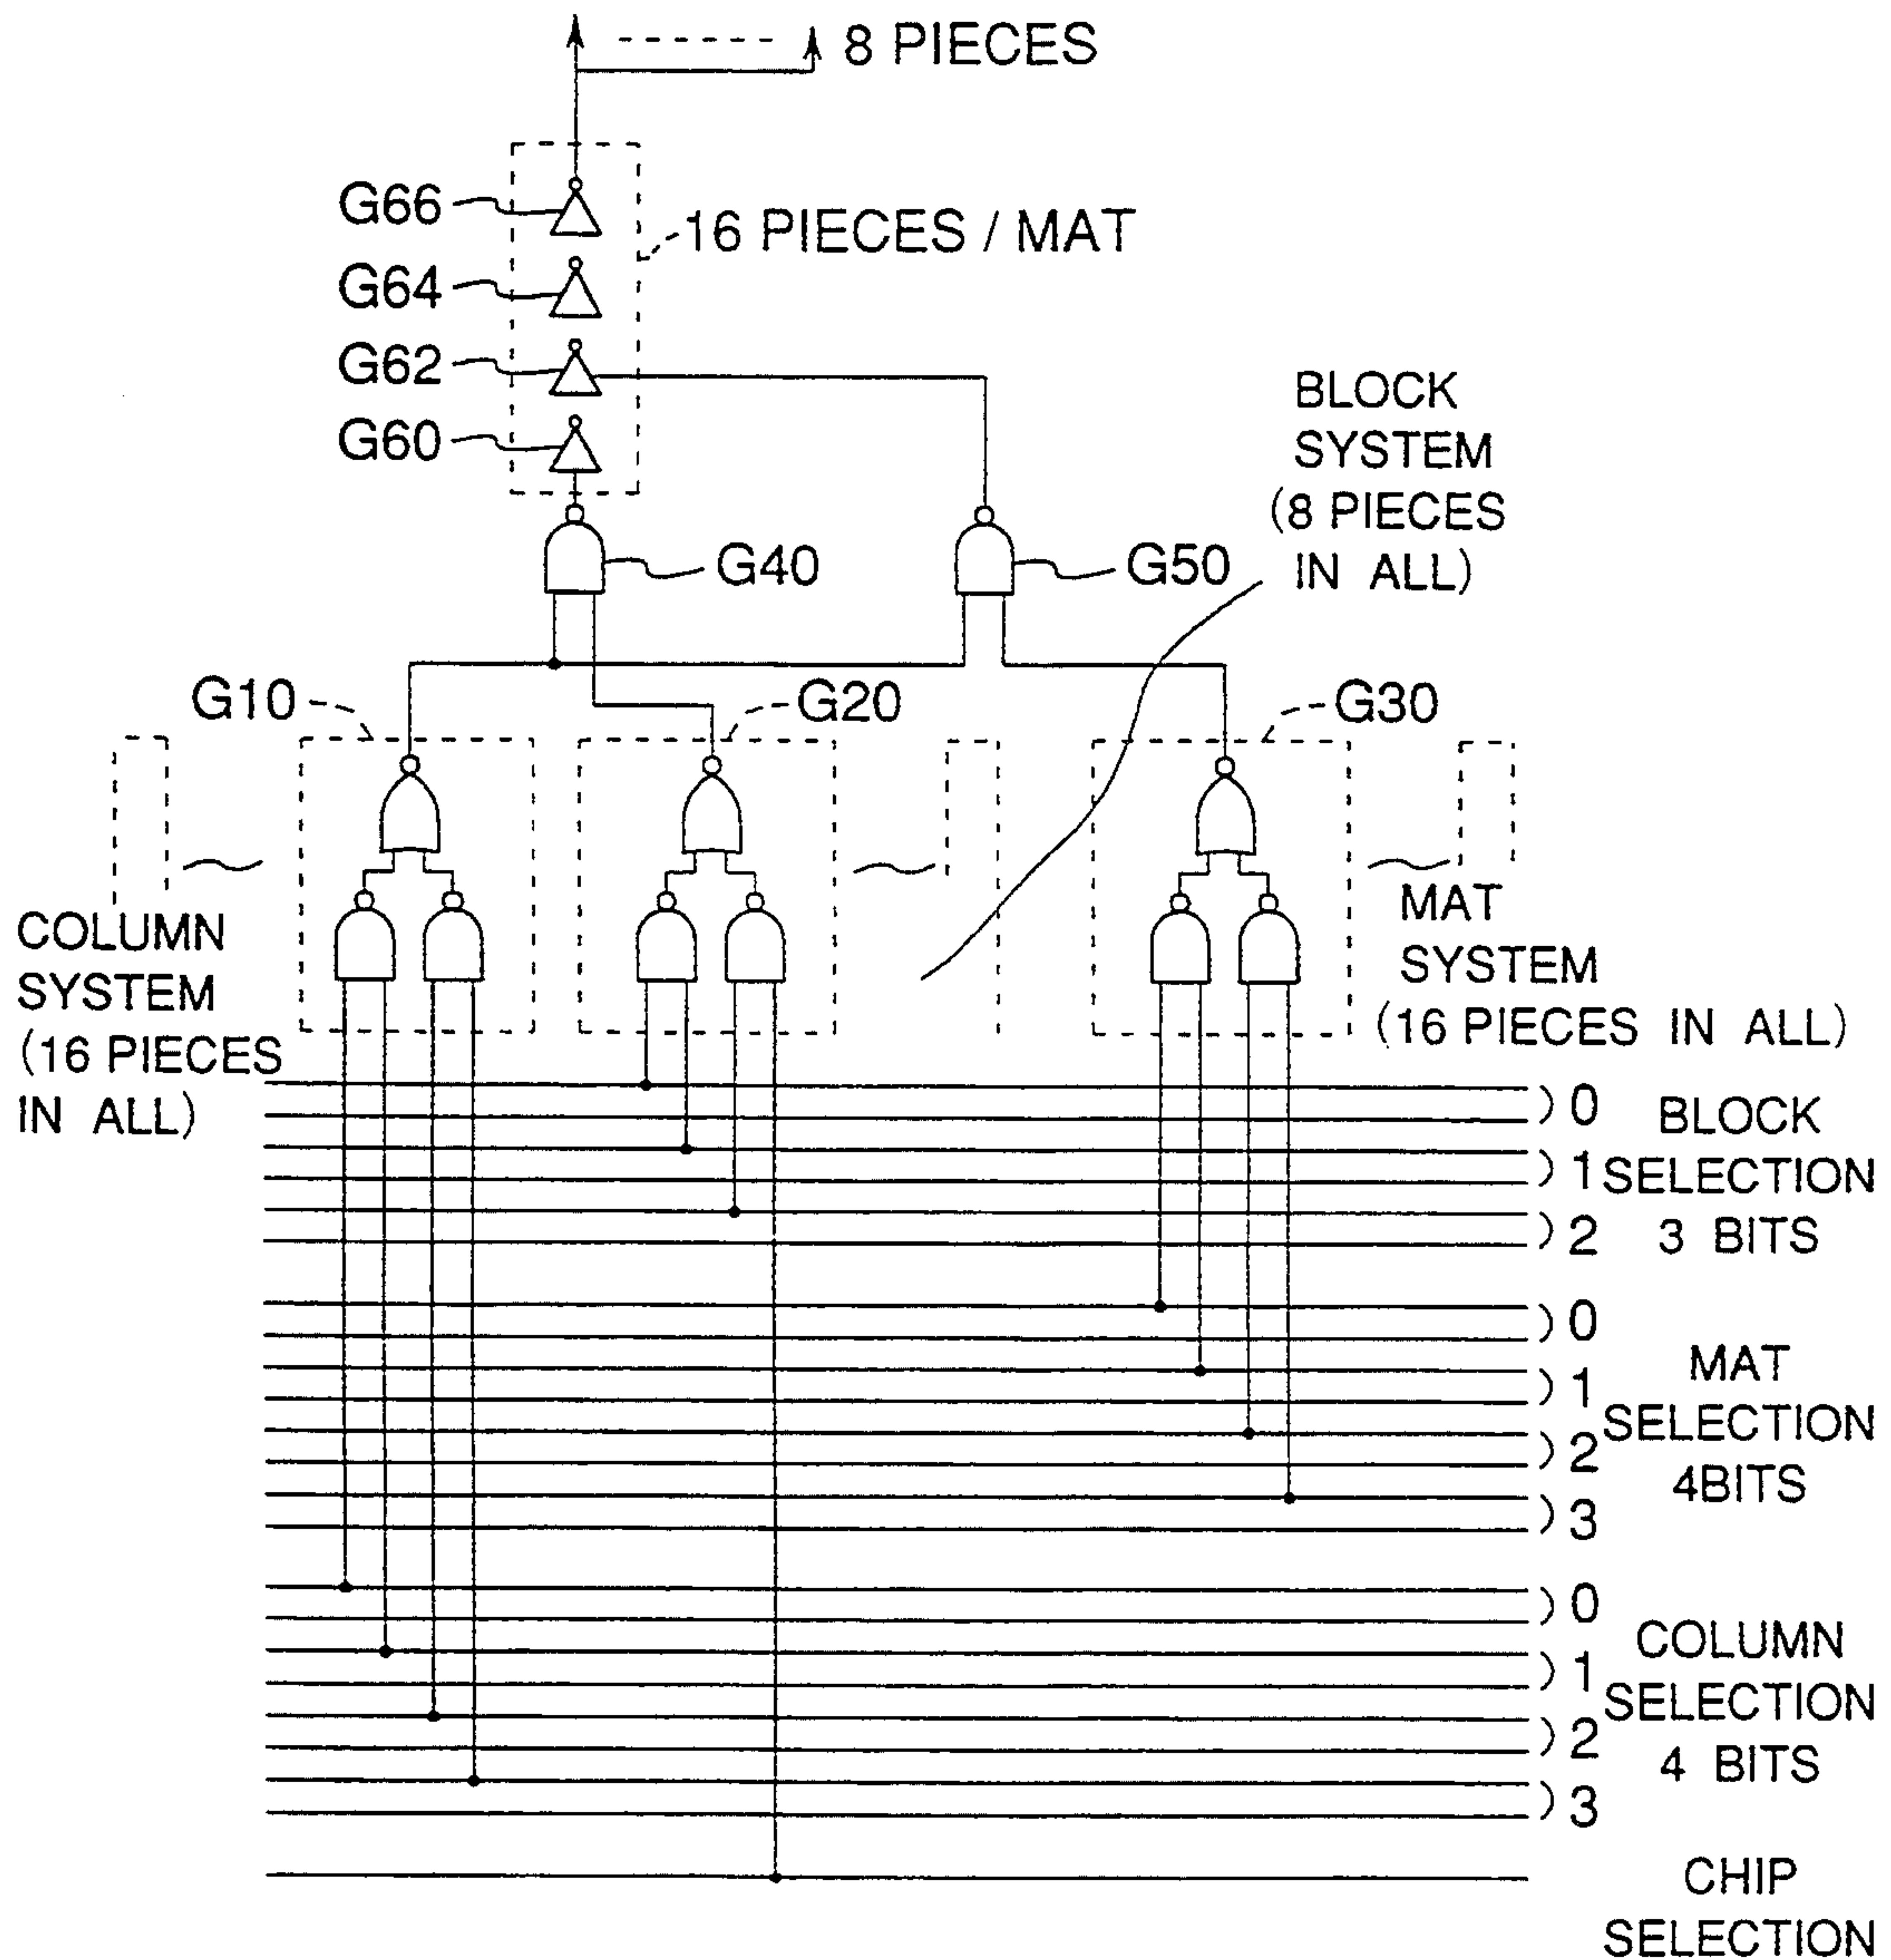 8 PIECES
G66
16 PIECES / MAT
G64
G62
G60
BLOCK
SYSTEM
(8 PIECES
IN ALL)
G40
G50
G10
G20
G30
COLUMN
SYSTEM
(16 PIECES
IN ALL)
MAT
SYSTEM
(16 PIECES IN ALL)
) 0
) 1
) 2
BLOCK
SELECTION
3 BITS
) 0
) 1
) 2
) 3
MAT
SELECTION
4BITS
) 0
) 1
) 2
) 3
COLUMN
SELECTION
4 BITS
CHIP
SELECTION